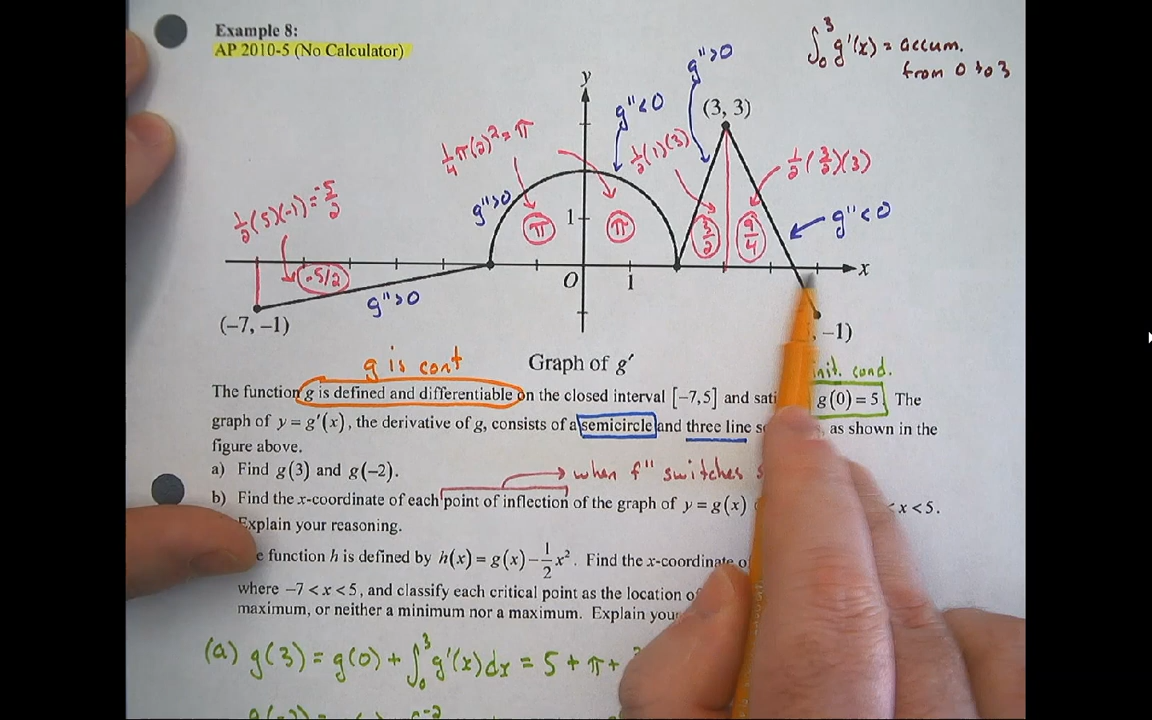 Example 8:
AP 2010-5 (No Calculator)
∫₀³ g'(x) = accum.
from 0 to 3
y
g">0
g"<0
(3, 3)
¼π(2)²=π
½(1)(3)
½(3/2)(3)
½(5)(-1)=-5/2
g">0
g"<0
1
π
π
3/2
9/4
-5/2
O
1
x
g">0
(−7, −1)
−1)
g is cont
Graph of g'
init. cond.
The function g is defined and differentiable on the closed interval [−7,5] and g(0) = 5. The
graph of y = g'(x), the derivative of g, consists of a semicircle and three line as shown in the
figure above.
a) Find g(3) and g(−2).
when f" switches
b) Find the x-coordinate of each point of inflection of the graph of y = g(x) x < 5.
Explain your reasoning.
function h is defined by h(x) = g(x) − ½x². Find the x-coordinate
where −7 < x < 5, and classify each critical point as the location
maximum, or neither a minimum nor a maximum. Explain
(a) g(3) = g(0) + ∫₀³ g'(x)dx = 5 + π +